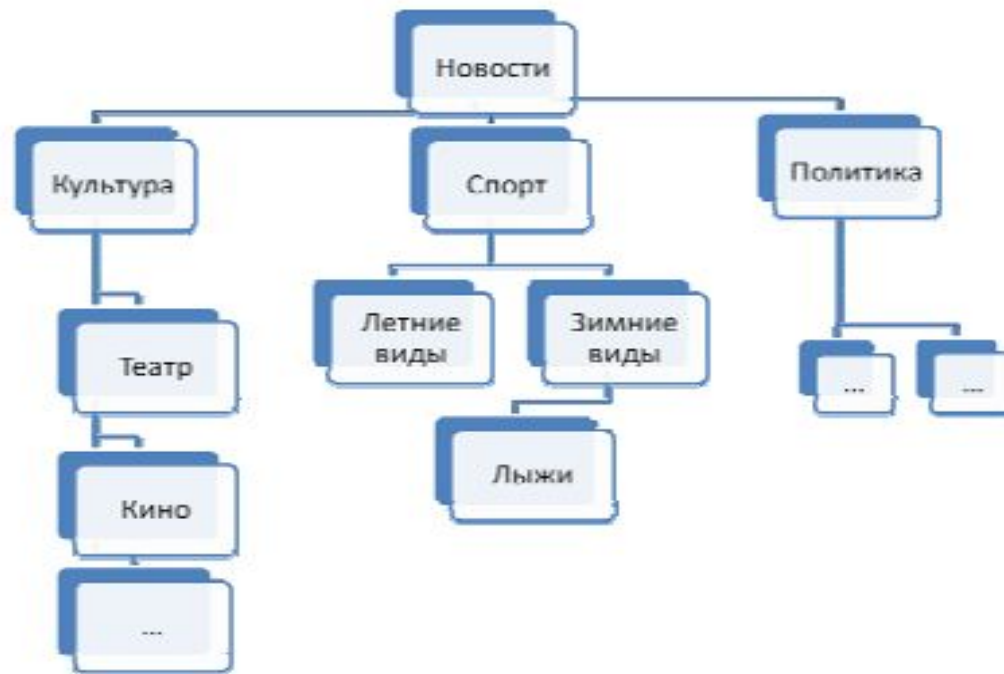 Новости
Культура
Спорт
Политика
Летние
виды
Зимние
виды
Театр
...
...
Лыжи
Кино
...